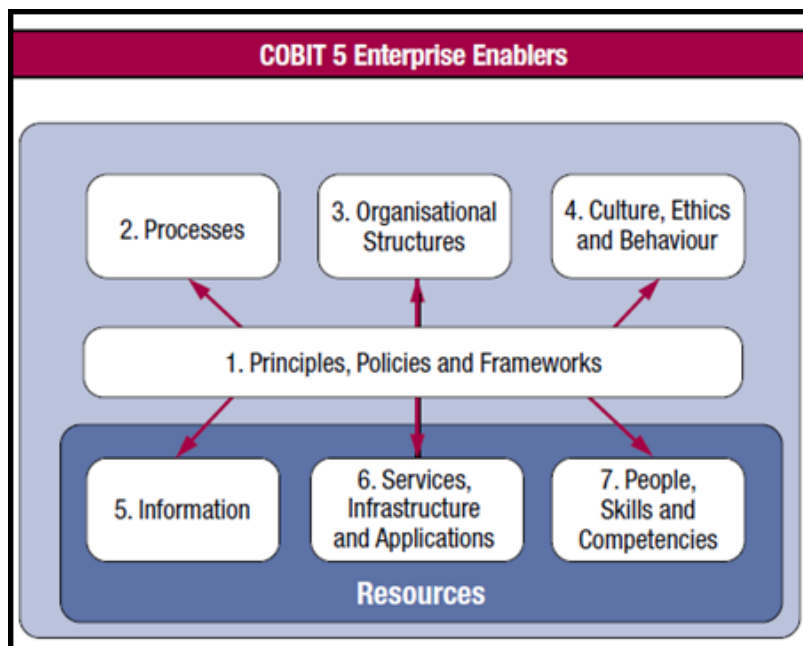 COBIT 5 Enterprise Enablers
2. Processes
3. Organisational
Structures
4. Culture, Ethics
and Behaviour
1. Principles, Policies and Frameworks
5. Information
6. Services,
Infrastructure
and Applications
7. People,
Skills and
Competencies
Resources